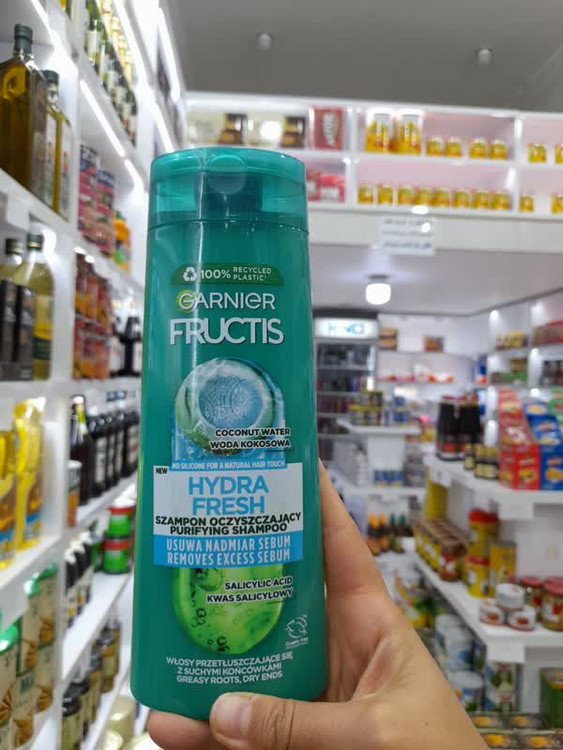 100% RECYCLED
PLASTIC*
GARNIER
FRUCTIS
COCONUT WATER
WODA KOKOSOWA
NEW
NO SILICONE FOR A NATURAL HAIR TOUCH
HYDRA
FRESH
SZAMPON OCZYSZCZAJĄCY
PURIFYING SHAMPOO
USUWA NADMIAR SEBUM
REMOVES EXCESS SEBUM
SALICYLIC ACID
KWAS SALICYLOWY
WŁOSY PRZETŁUSZCZAJĄCE SIĘ
Z SUCHYMI KOŃCÓWKAMI
GREASY ROOTS, DRY ENDS